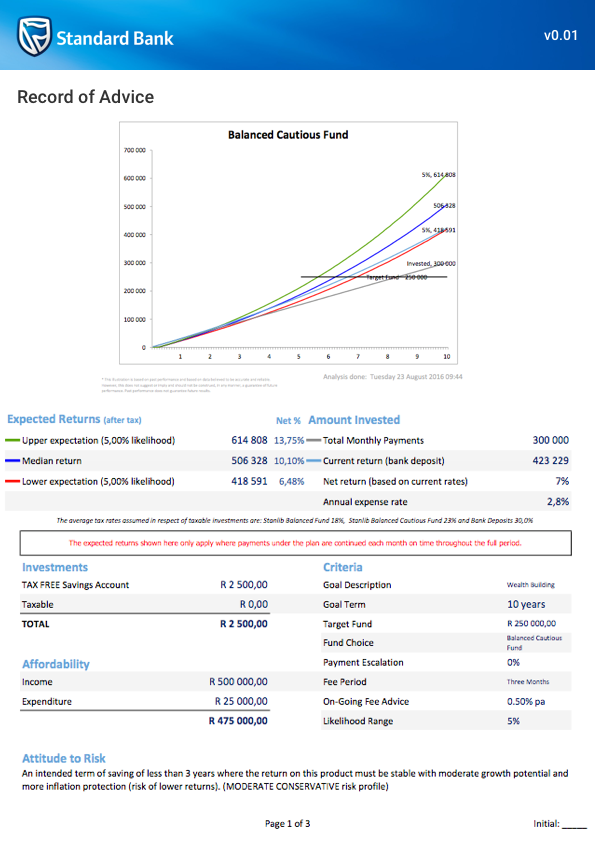 Standard Bank
v0.01
Record of Advice
Balanced Cautious Fund
700 000
600 000
500 000
400 000
300 000
200 000
100 000
0
5%, 614 808
506 328
5%, 418 591
Invested, 300 000
Target Fund 250 000
1 2 3 4 5 6 7 8 9 10
Analysis done: Tuesday 23 August 2016 09:44
Expected Returns (after tax) Net % Amount Invested
Upper expectation (5,00% likelihood) 614 808 13,75% Total Monthly Payments 300 000
Median return 506 328 10,10% Current return (bank deposit) 423 229
Lower expectation (5,00% likelihood) 418 591 6,48% Net return (based on current rates) 7%
Annual expense rate 2,8%
The average tax rates assumed in respect of taxable investments are: Stanlib Balanced Fund 18%, Stanlib Balanced Cautious Fund 23% and Bank Deposits 30,0%
The expected returns shown here only apply where payments under the plan are continued each month on time throughout the full period.
Investments
TAX FREE Savings Account R 2 500,00
Taxable R 0,00
TOTAL R 2 500,00
Affordability
Income R 500 000,00
Expenditure R 25 000,00
R 475 000,00
Criteria
Goal Description Wealth Building
Goal Term 10 years
Target Fund R 250 000,00
Fund Choice Balanced Cautious
Fund
Payment Escalation 0%
Fee Period Three Months
On-Going Fee Advice 0.50% pa
Likelihood Range 5%
Attitude to Risk
An intended term of saving of less than 3 years where the return on this product must be stable with moderate growth potential and
more inflation protection (risk of lower returns). (MODERATE CONSERVATIVE risk profile)
Page 1 of 3
Initial: _____